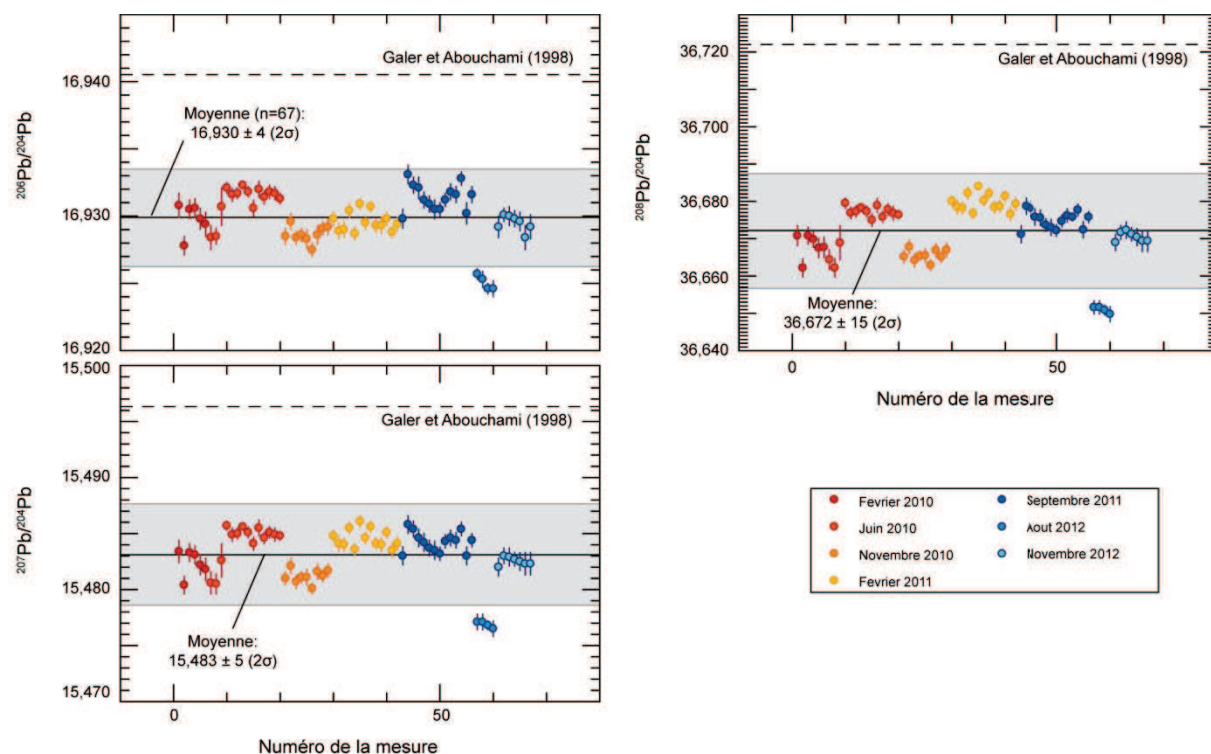 Galer et Abouchami (1998)
16,940
Moyenne (n=67):
16,930 ± 4 (2σ)
206Pb/204Pb
16,930
16,920
15,500
Galer et Abouchami (1998)
15,490
207Pb/204Pb
15,480
Moyenne:
15,483 ± 5 (2σ)
15,470
0 50
Numéro de la mesure
36,720
Galer et Abouchami (1998)
36,700
208Pb/204Pb
36,680
36,660
Moyenne:
36,672 ± 15 (2σ)
36,640
0 50
Numéro de la mesure
Fevrier 2010
Juin 2010
Novembre 2010
Fevrier 2011
Septembre 2011
Aout 2012
Novembre 2012